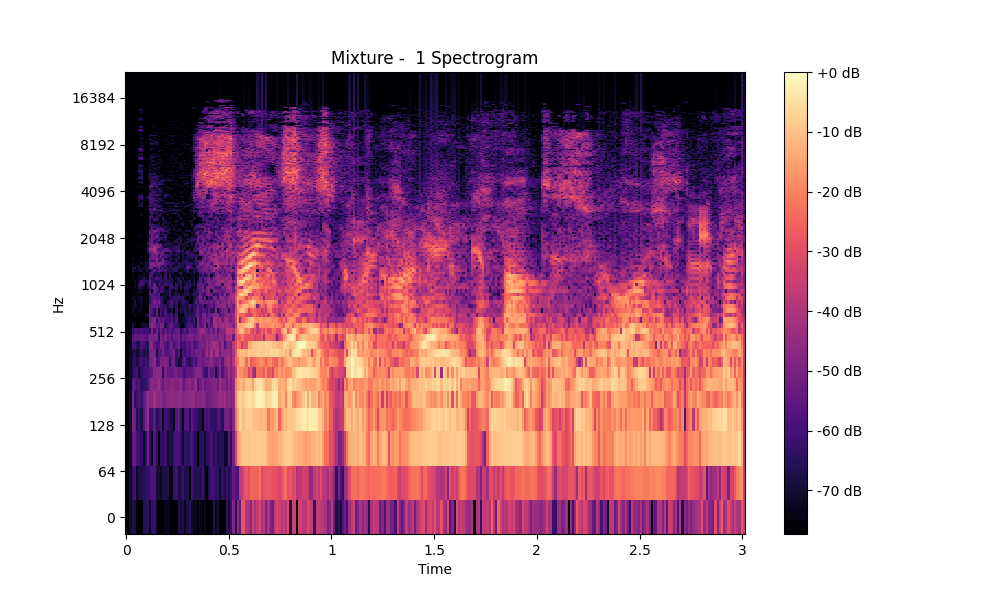 Mixture -  1 Spectrogram
Hz
16384
8192
4096
2048
1024
512
256
128
64
0
0 0.5 1 1.5 2 2.5 3
Time
+0 dB
-10 dB
-20 dB
-30 dB
-40 dB
-50 dB
-60 dB
-70 dB